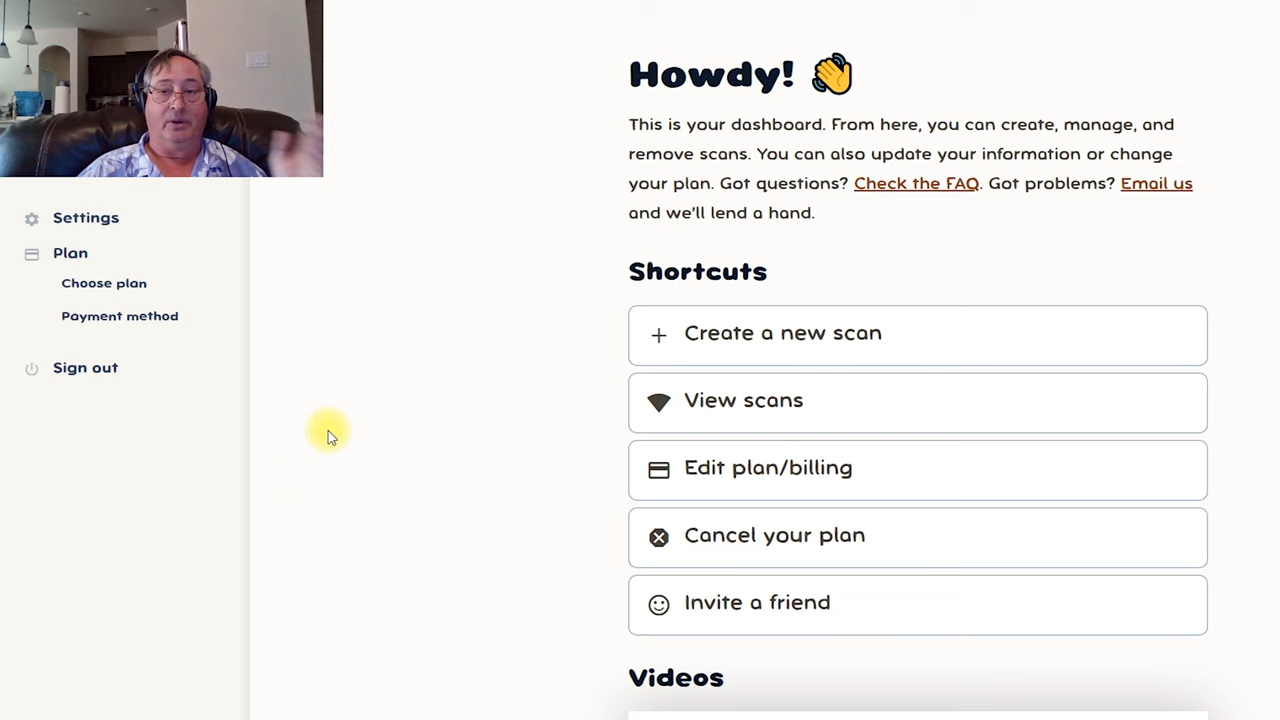 Settings
Plan
Choose plan
Payment method
Sign out
Howdy! 👋
This is your dashboard. From here, you can create, manage, and
remove scans. You can also update your information or change
your plan. Got questions? Check the FAQ. Got problems? Email us
and we'll lend a hand.
Shortcuts
Create a new scan
View scans
Edit plan/billing
Cancel your plan
Invite a friend
Videos